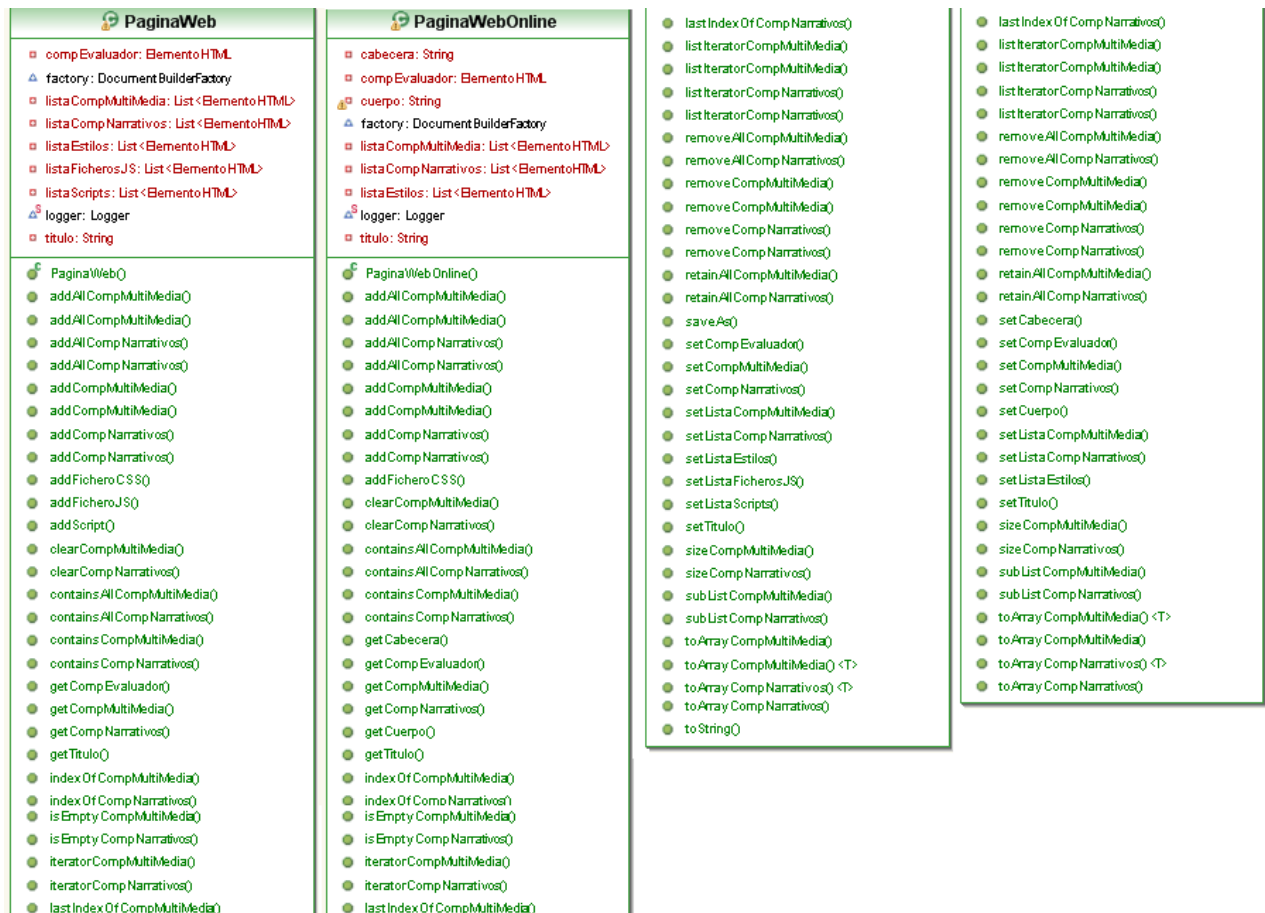 PaginaWeb
compEvaluador: ElementoHTML
factory: DocumentBuilderFactory
listaCompMultiMedia: List<ElementoHTML>
listaCompNarrativos: List<ElementoHTML>
listaEstilos: List<ElementoHTML>
listaFicherosJS: List<ElementoHTML>
listaScripts: List<ElementoHTML>
logger: Logger
titulo: String
PaginaWeb()
addAllCompMultiMedia()
addAllCompMultiMedia()
addAllCompNarrativos()
addAllCompNarrativos()
addCompMultiMedia()
addCompMultiMedia()
addCompNarrativos()
addCompNarrativos()
addFicheroCSS()
addFicheroJS()
addScript()
clearCompMultiMedia()
clearCompNarrativos()
containsAllCompMultiMedia()
containsAllCompNarrativos()
containsCompMultiMedia()
containsCompNarrativos()
getCompEvaluador()
getCompMultiMedia()
getCompNarrativos()
getTitulo()
indexOfCompMultiMedia()
indexOfCompNarrativos()
isEmptyCompMultiMedia()
isEmptyCompNarrativos()
iteratorCompMultiMedia()
iteratorCompNarrativos()
lastIndexOfCompMultiMedia()
PaginaWebOnline
cabecera: String
compEvaluador: ElementoHTML
cuerpo: String
factory: DocumentBuilderFactory
listaCompMultiMedia: List<ElementoHTML>
listaCompNarrativos: List<ElementoHTML>
listaEstilos: List<ElementoHTML>
logger: Logger
titulo: String
PaginaWebOnline()
addAllCompMultiMedia()
addAllCompMultiMedia()
addAllCompNarrativos()
addAllCompNarrativos()
addCompMultiMedia()
addCompMultiMedia()
addCompNarrativos()
addCompNarrativos()
addFicheroCSS()
clearCompMultiMedia()
clearCompNarrativos()
containsAllCompMultiMedia()
containsAllCompNarrativos()
containsCompMultiMedia()
containsCompNarrativos()
getCabecera()
getCompEvaluador()
getCompMultiMedia()
getCompNarrativos()
getCuerpo()
getTitulo()
indexOfCompMultiMedia()
indexOfCompNarrativos()
isEmptyCompMultiMedia()
isEmptyCompNarrativos()
iteratorCompMultiMedia()
iteratorCompNarrativos()
lastIndexOfCompMultiMedia()
lastIndexOfCompNarrativos()
listIteratorCompMultiMedia()
listIteratorCompMultiMedia()
listIteratorCompNarrativos()
listIteratorCompNarrativos()
removeAllCompMultiMedia()
removeAllCompNarrativos()
removeCompMultiMedia()
removeCompMultiMedia()
removeCompNarrativos()
removeCompNarrativos()
retainAllCompMultiMedia()
retainAllCompNarrativos()
saveAs()
setCompEvaluador()
setCompMultiMedia()
setCompNarrativos()
setListaCompMultiMedia()
setListaCompNarrativos()
setListaEstilos()
setListaFicherosJS()
setListaScripts()
setTitulo()
sizeCompMultiMedia()
sizeCompNarrativos()
subListCompMultiMedia()
subListCompNarrativos()
toArrayCompMultiMedia()
toArrayCompMultiMedia() <T>
toArrayCompNarrativos() <T>
toArrayCompNarrativos()
toString()
lastIndexOfCompNarrativos()
listIteratorCompMultiMedia()
listIteratorCompMultiMedia()
listIteratorCompNarrativos()
listIteratorCompNarrativos()
removeAllCompMultiMedia()
removeAllCompNarrativos()
removeCompMultiMedia()
removeCompMultiMedia()
removeCompNarrativos()
removeCompNarrativos()
retainAllCompMultiMedia()
retainAllCompNarrativos()
setCabecera()
setCompEvaluador()
setCompMultiMedia()
setCompNarrativos()
setCuerpo()
setListaCompMultiMedia()
setListaCompNarrativos()
setListaEstilos()
setTitulo()
sizeCompMultiMedia()
sizeCompNarrativos()
subListCompMultiMedia()
subListCompNarrativos()
toArrayCompMultiMedia() <T>
toArrayCompMultiMedia()
toArrayCompNarrativos() <T>
toArrayCompNarrativos()